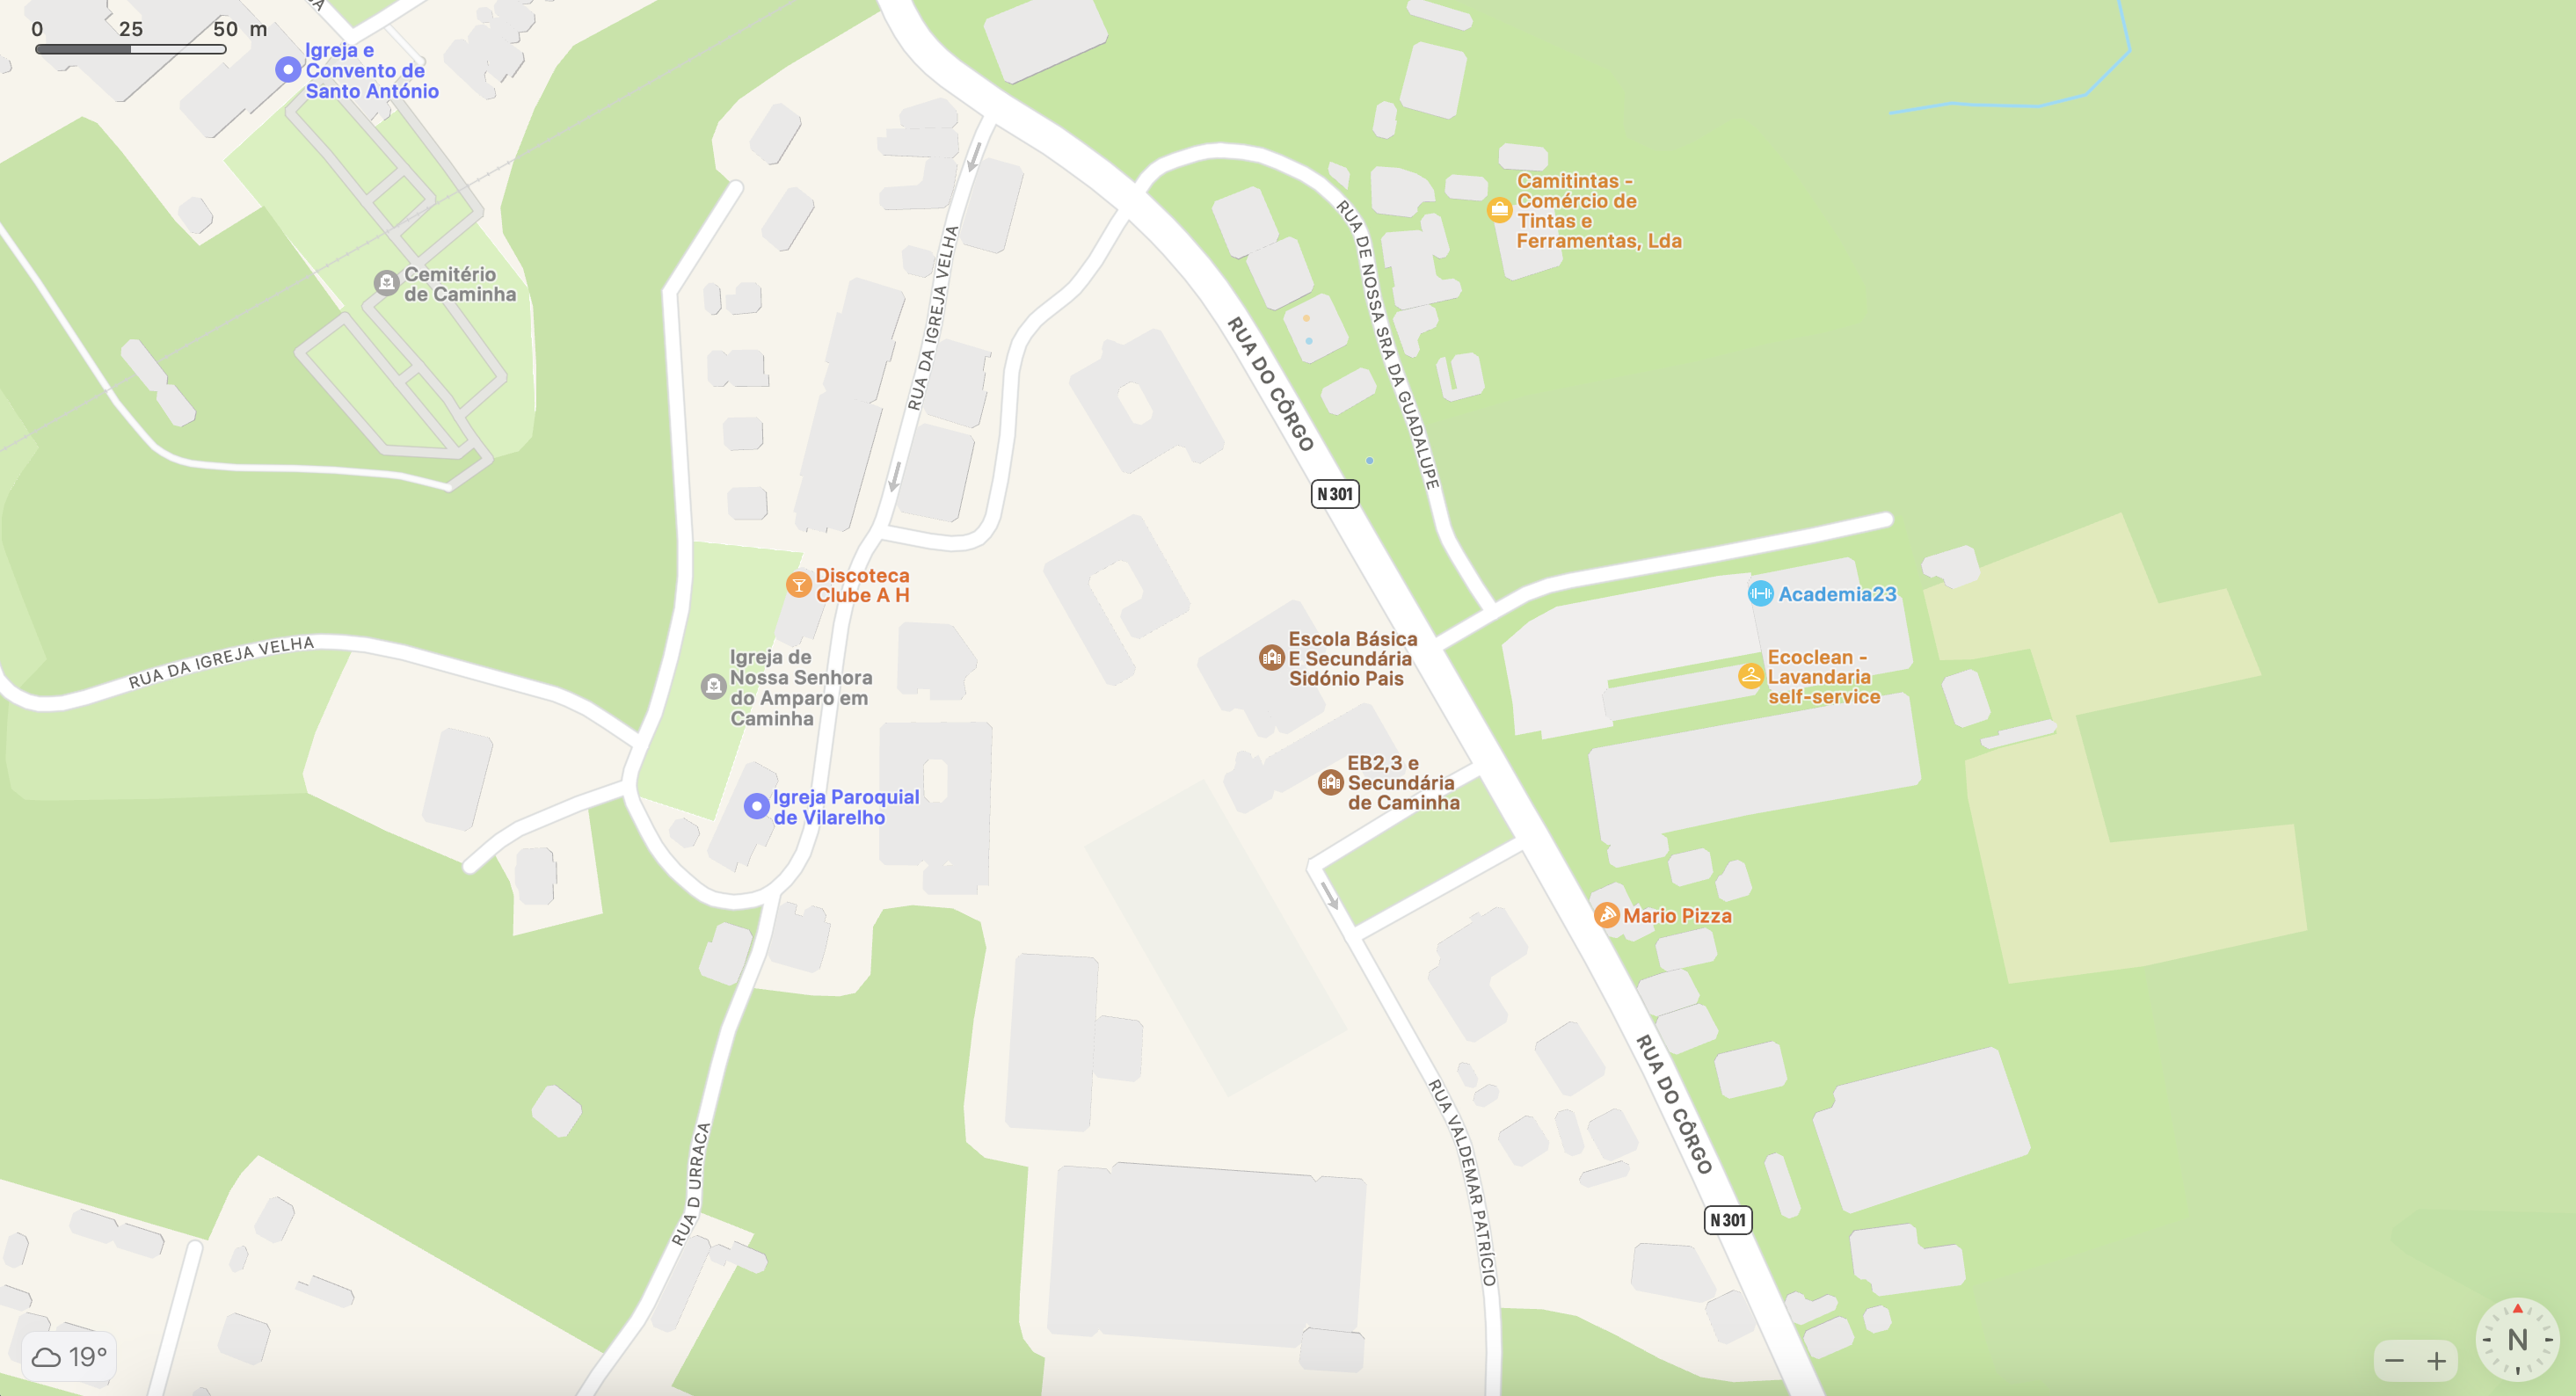 0 25 50 m
Igreja e
Convento de
Santo António
Camitintas -
Comércio de
Tintas e
Ferramentas, Lda
Cemitério
de Caminha
RUA DA IGREJA VELHA
RUA DE NOSSA SRA DA GUADALUPE
RUA DO CÔRGO
N 301
Discoteca
Clube A H
Academia23
RUA DA IGREJA VELHA
Igreja de
Nossa Senhora
do Amparo em
Caminha
Escola Básica
E Secundária
Sidónio Pais
Ecoclean -
Lavandaria
self-service
Igreja Paroquial
de Vilarelho
EB2,3 e
Secundária
de Caminha
Mario Pizza
RUA D URRACA
RUA VALDEMAR PATRÍCIO
RUA DO CÔRGO
N 301
19°
N